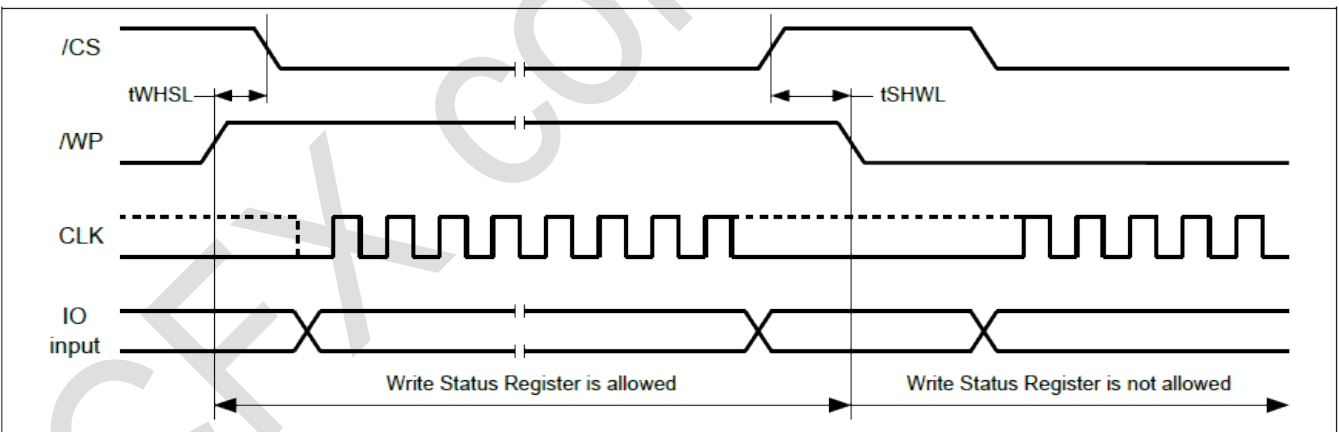 /CS
tWHSL
tSHWL
/WP
CLK
IO
input
Write Status Register is allowed
Write Status Register is not allowed